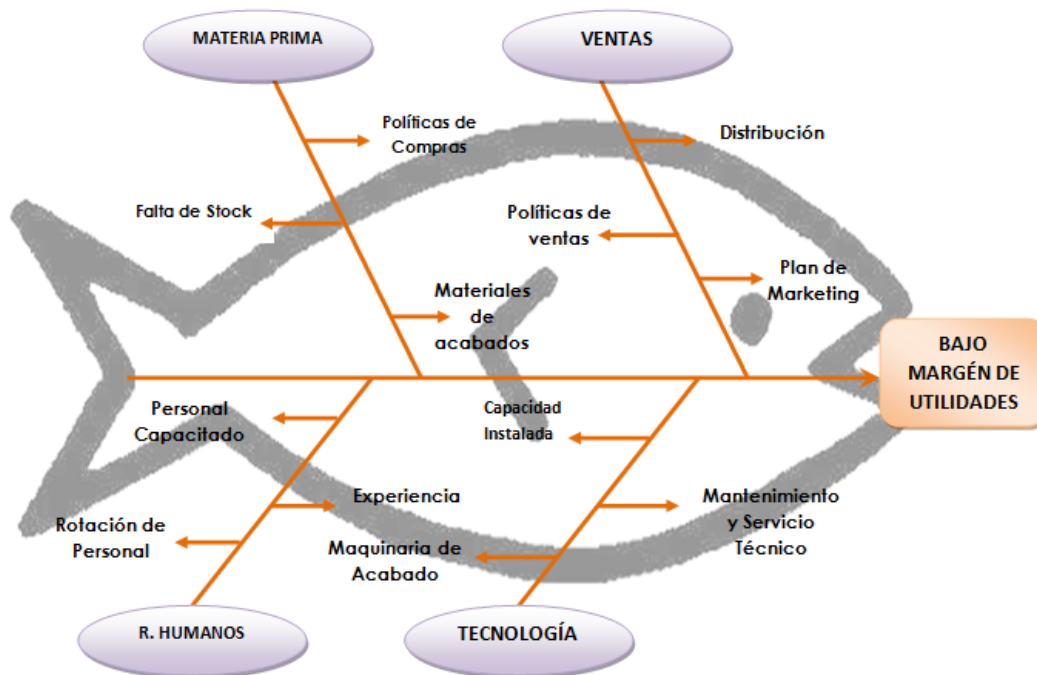 MATERIA PRIMA
VENTAS
Políticas de
Compras
Distribución
Falta de Stock
Políticas de
ventas
Plan de
Marketing
Materiales
de
acabados
BAJO
MARGÉN DE
UTILIDADES
Personal
Capacitado
Capacidad
Instalada
Experiencia
Mantenimiento
y Servicio
Técnico
Rotación de
Personal
Maquinaria de
Acabado
R. HUMANOS
TECNOLOGÍA